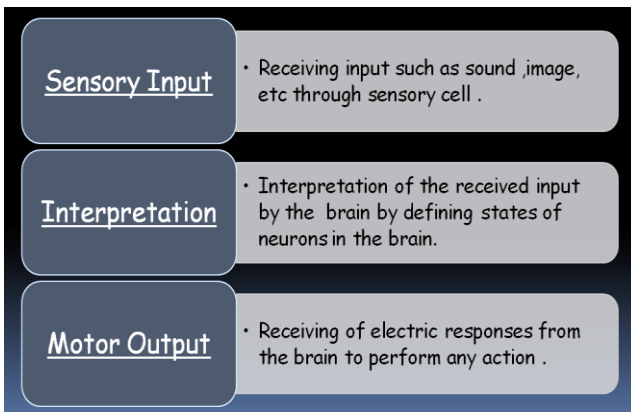 Sensory Input
• Receiving input such as sound ,image,
etc through sensory cell .
Interpretation
• Interpretation of the received input
by the brain by defining states of
neurons in the brain.
Motor Output
• Receiving of electric responses from
the brain to perform any action .